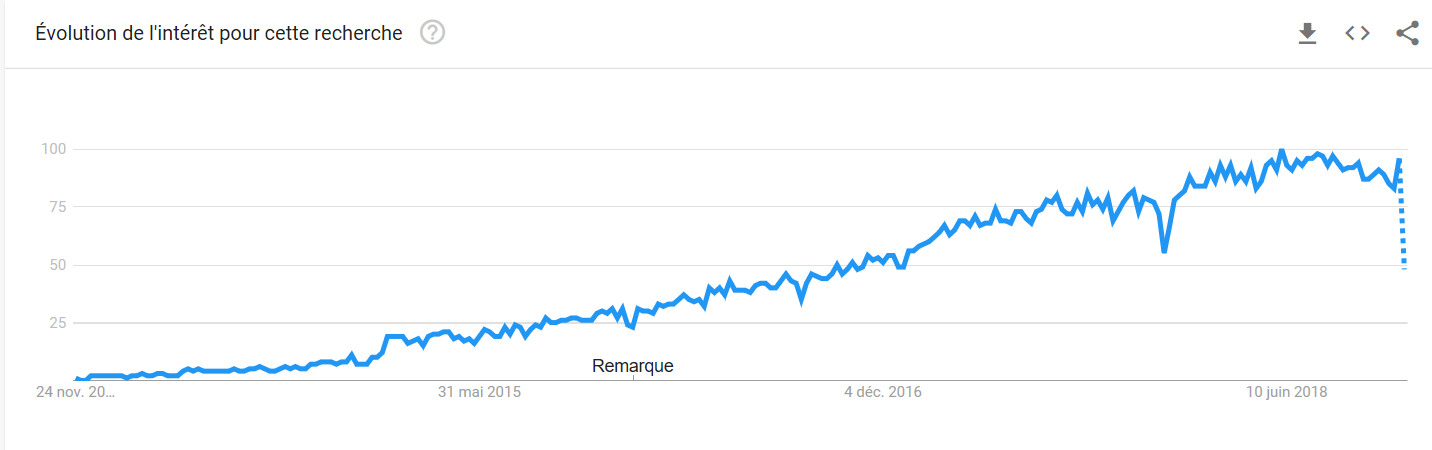 Évolution de l'intérêt pour cette recherche ?
100
75
50
25
Remarque
24 nov. 20... 31 mai 2015 4 déc. 2016 10 juin 2018